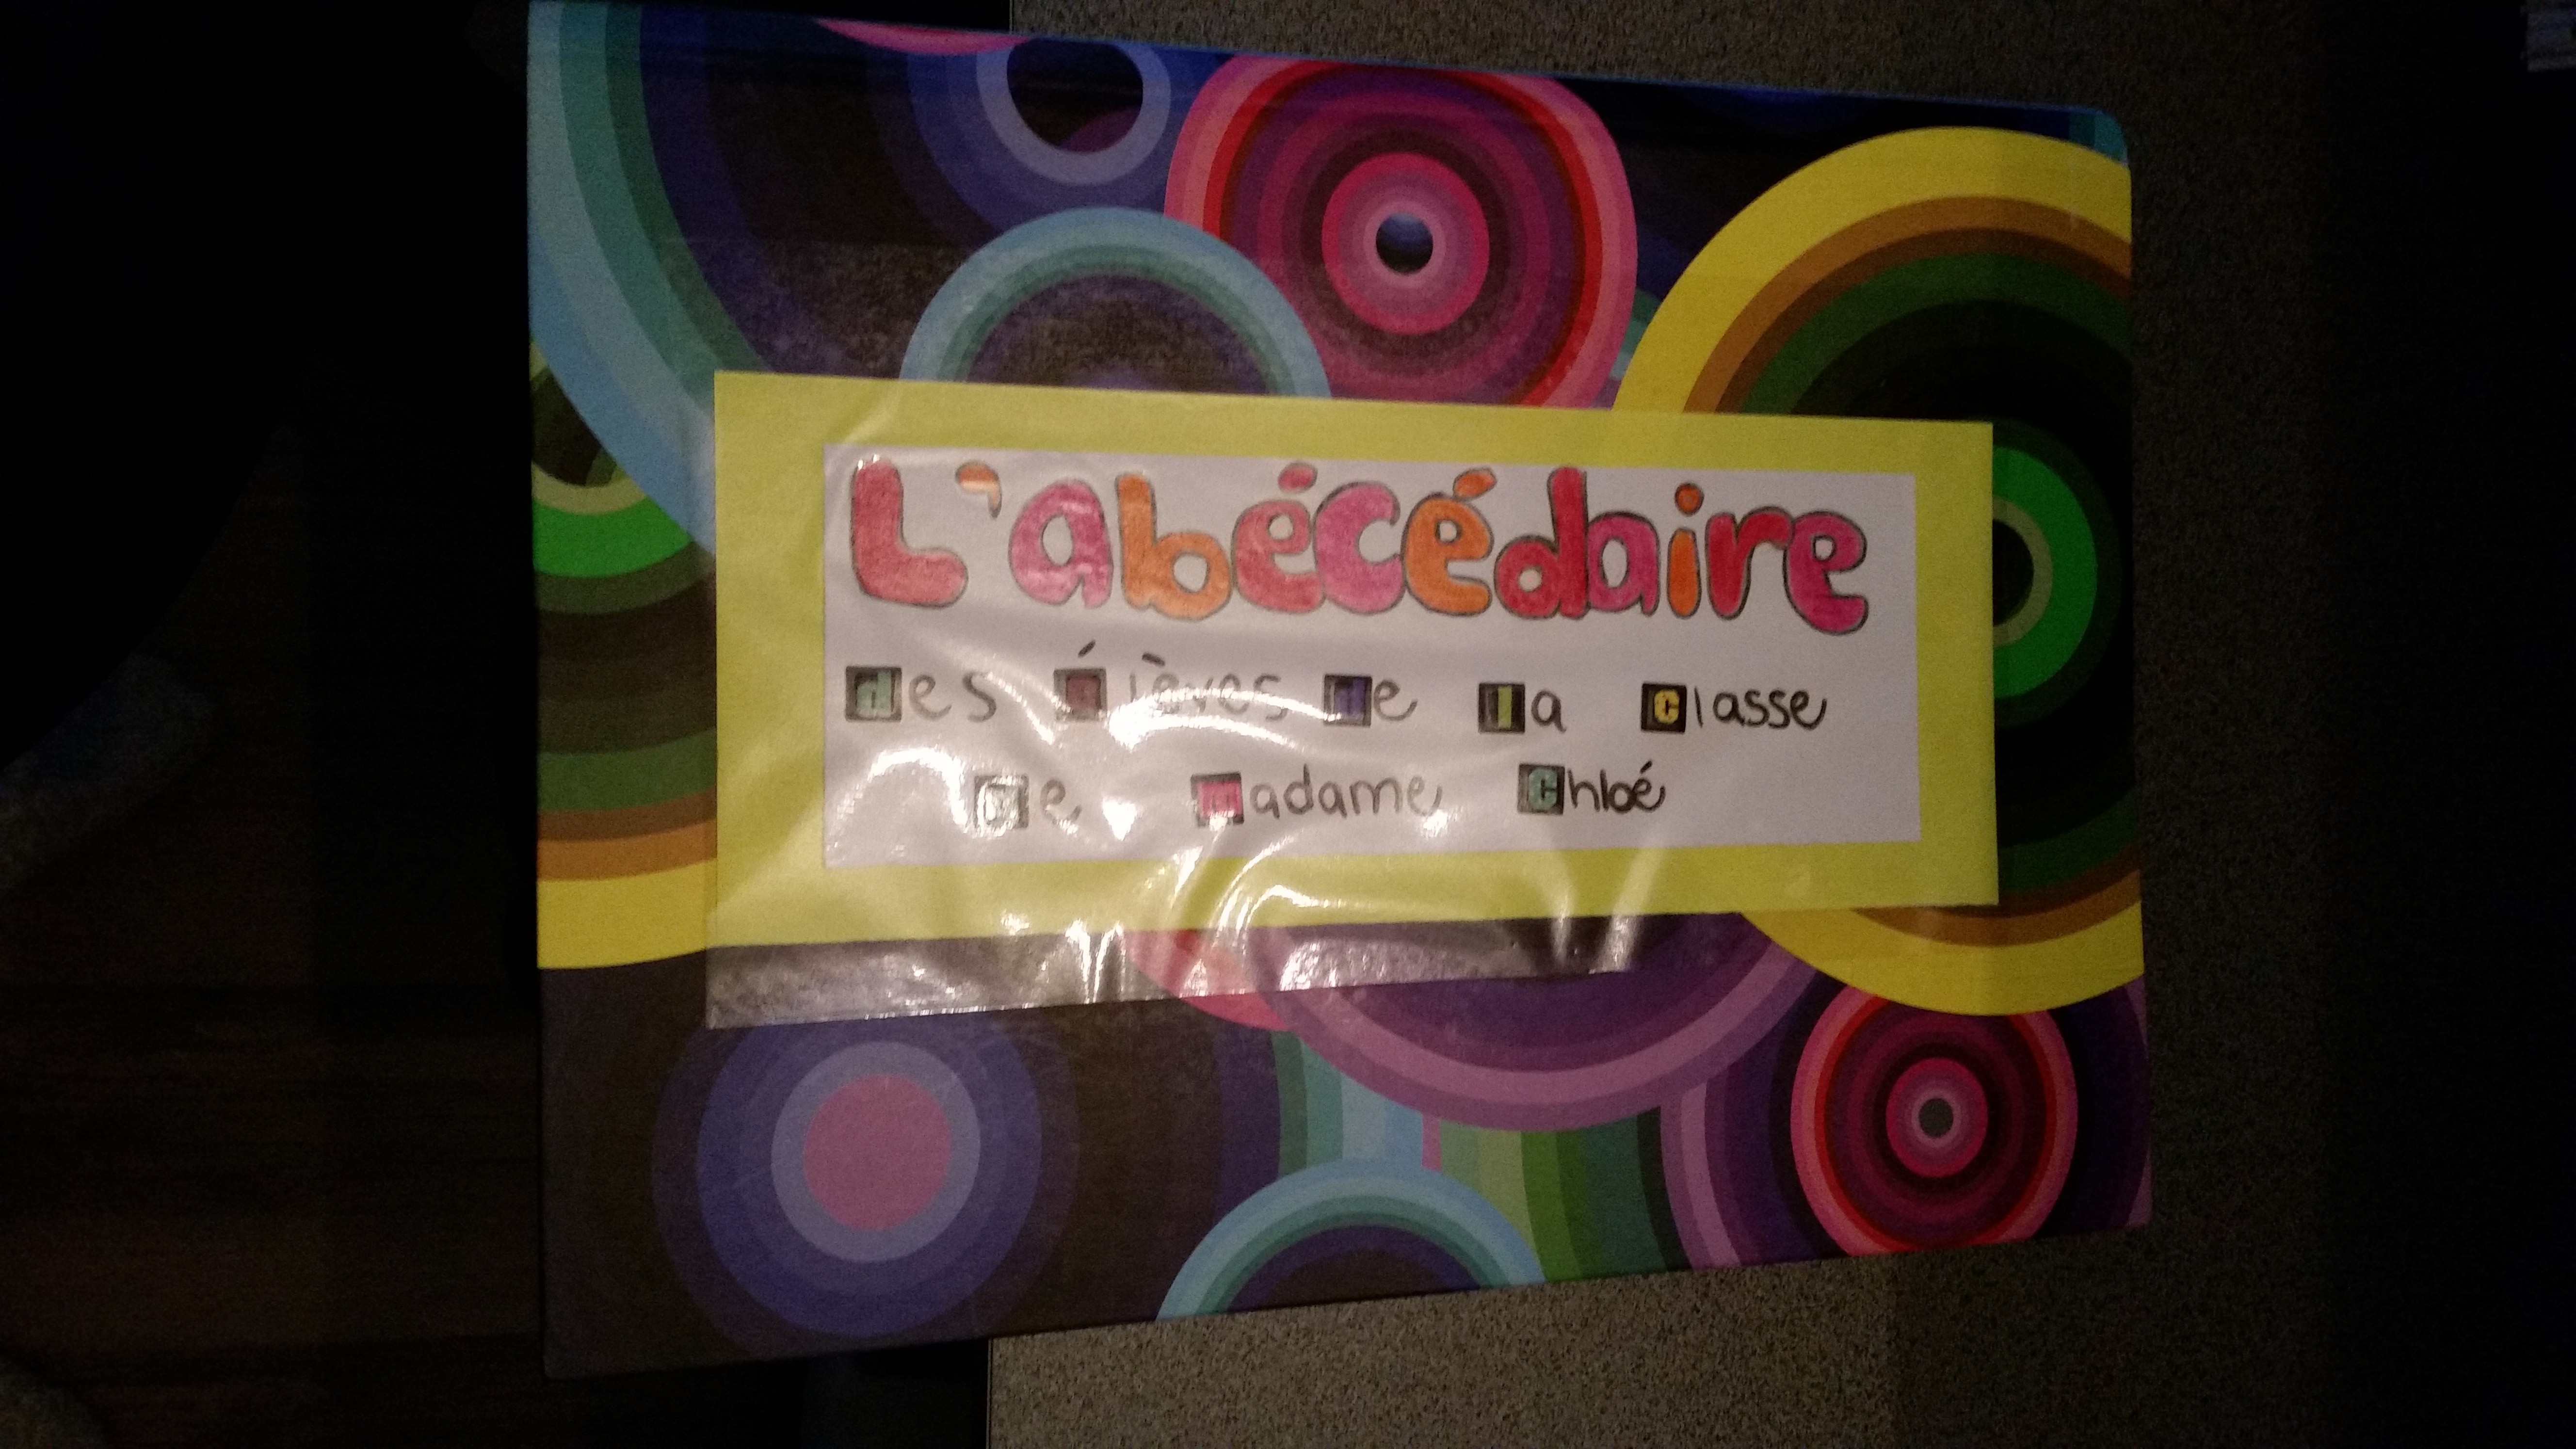 L'abécédaire
des élèves de la classe
de madame Chloé